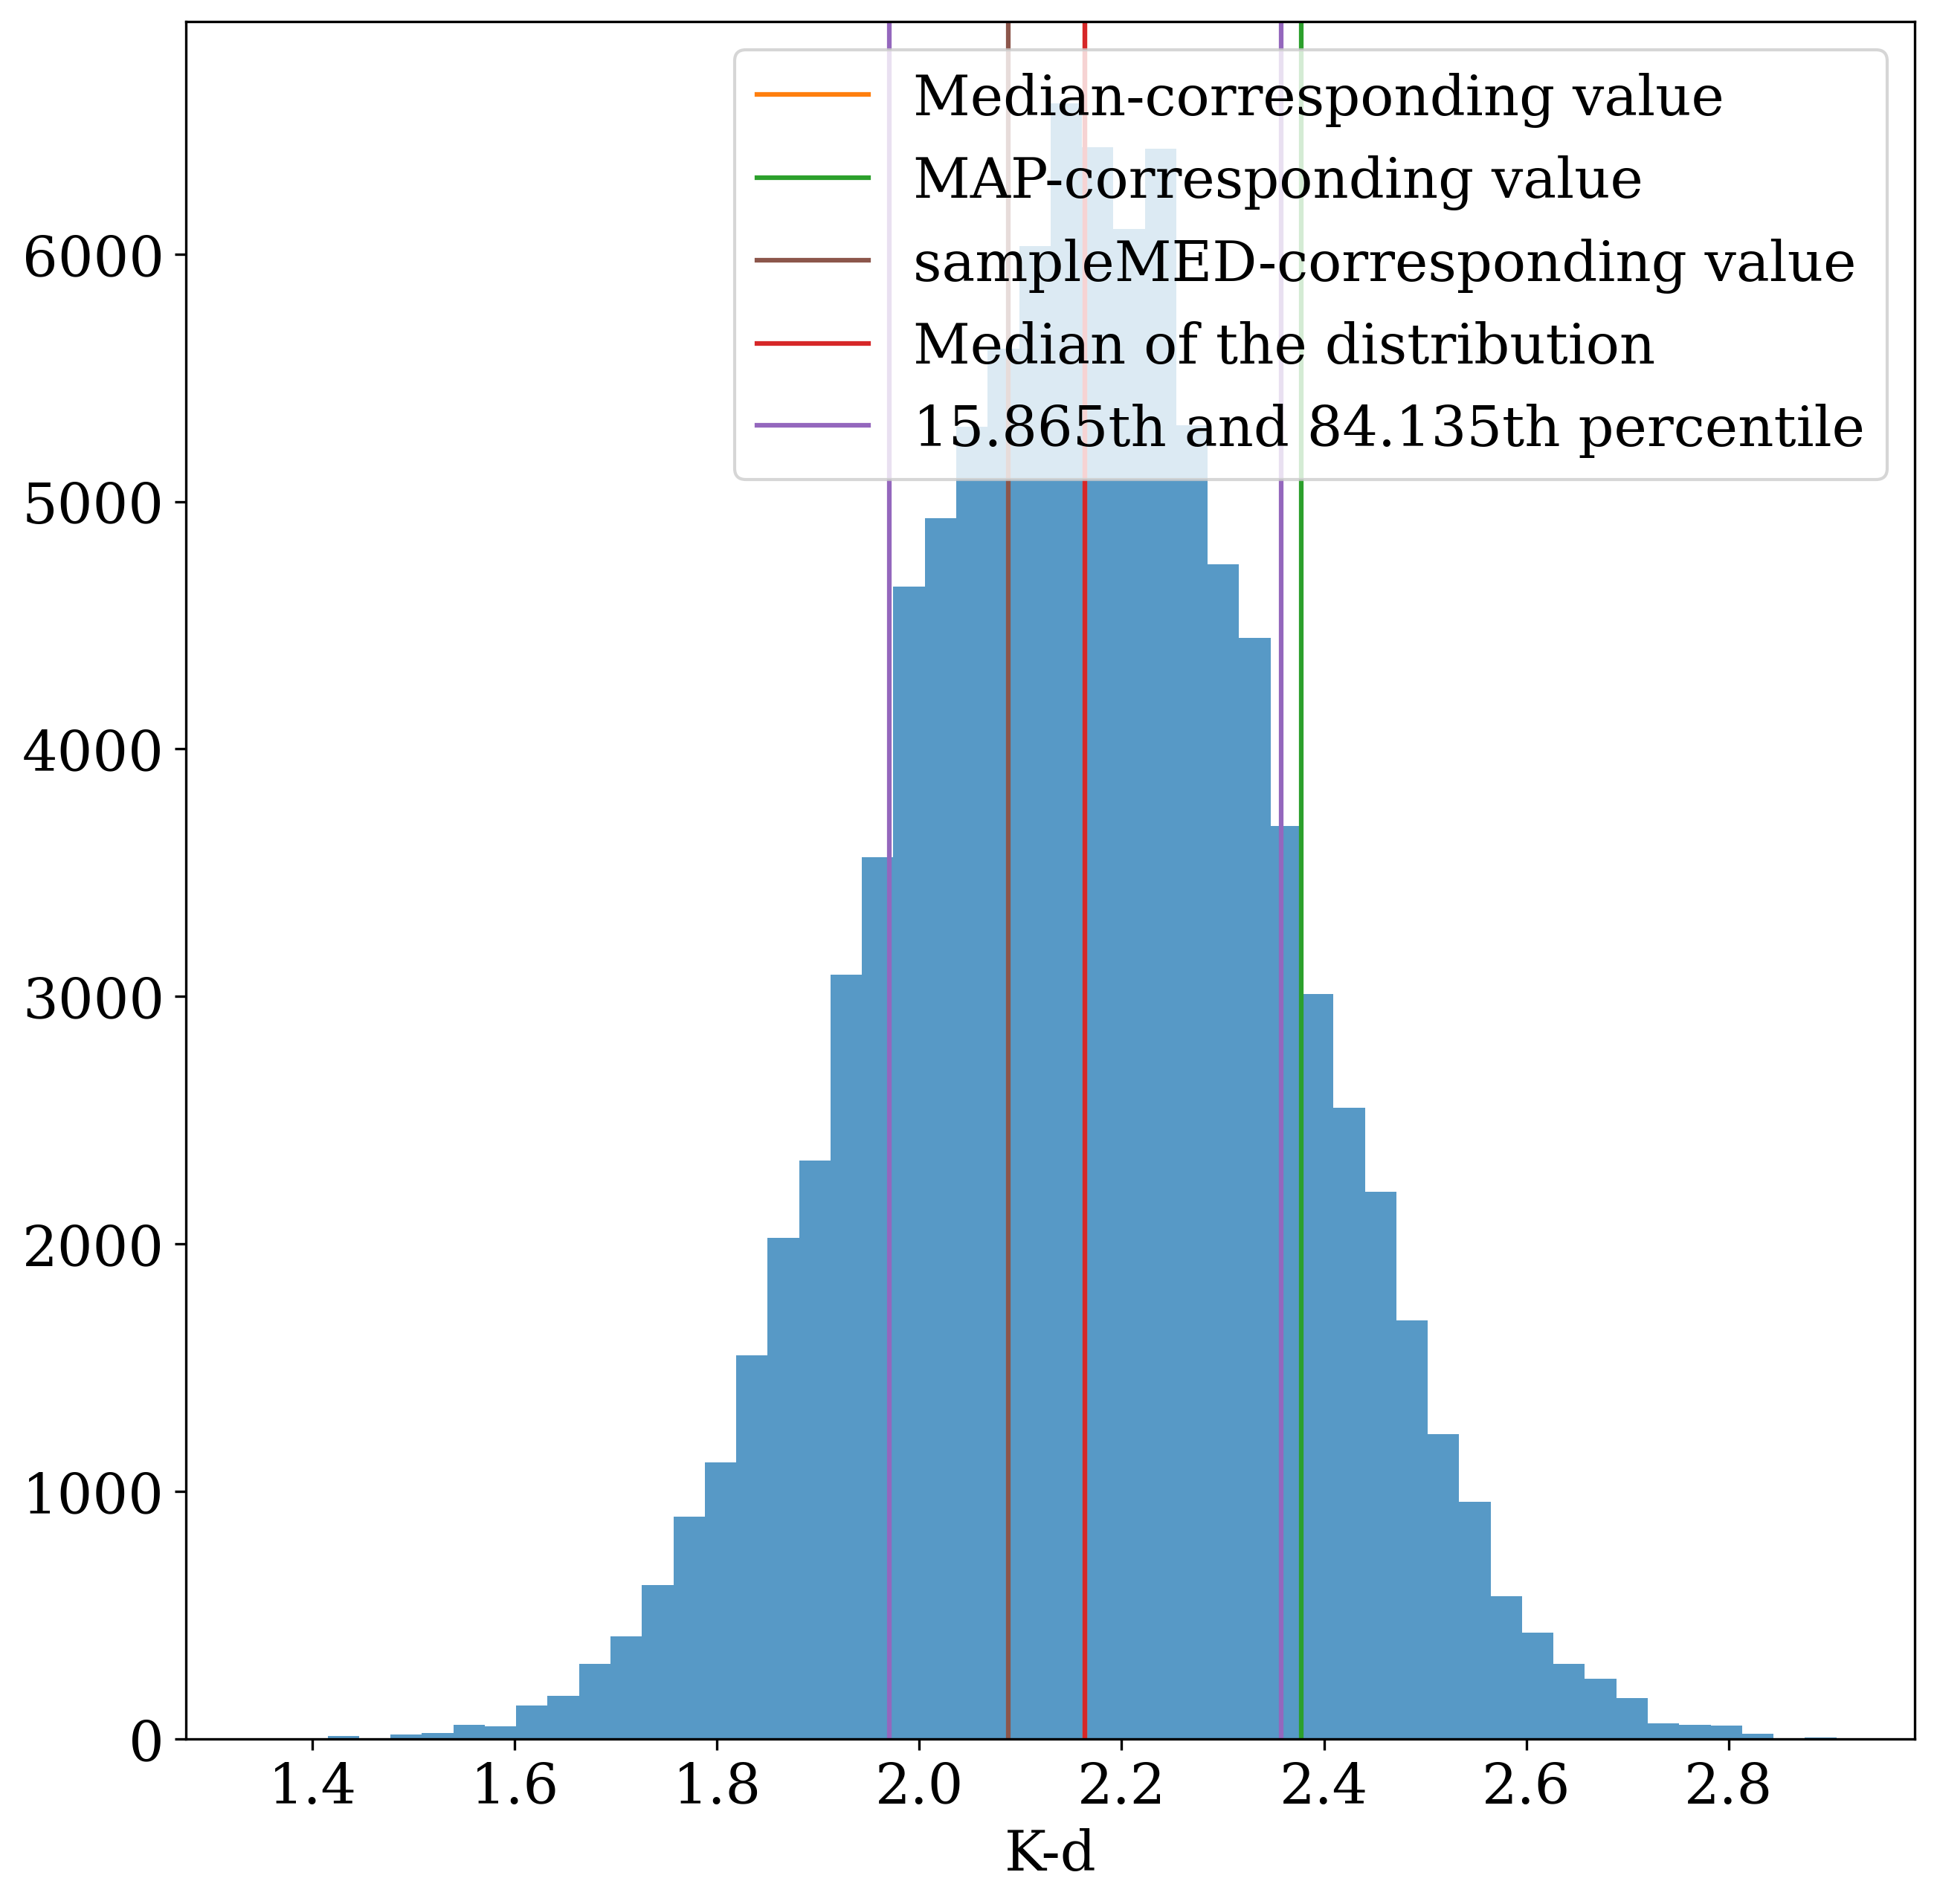 Median-corresponding value
MAP-corresponding value
sampleMED-corresponding value
Median of the distribution
15.865th and 84.135th percentile
6000
5000
4000
3000
2000
1000
0
1.4 1.6 1.8 2.0 2.2 2.4 2.6 2.8
K-d